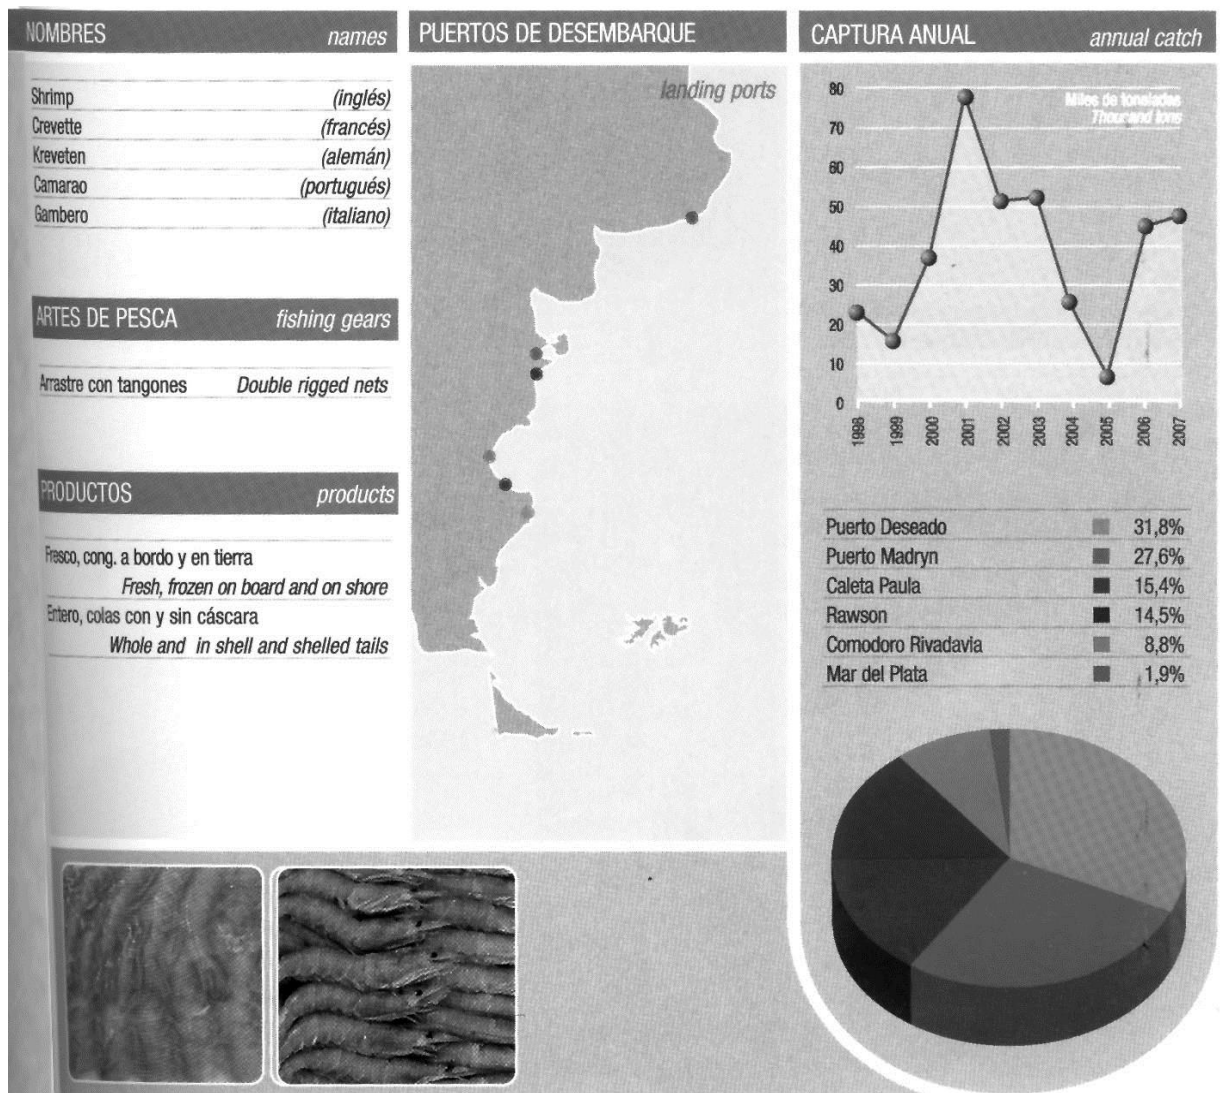 NOMBRES names
Shrimp (inglés)
Crevette (francés)
Kreveten (alemán)
Camarao (portugués)
Gambero (italiano)
ARTES DE PESCA fishing gears
Arrastre con tangones Double rigged nets
PRODUCTOS products
Fresco, cong. a bordo y en tierra
Fresh, frozen on board and on shore
Entero, colas con y sin cáscara
Whole and in shell and shelled tails
PUERTOS DE DESEMBARQUE
landing ports
CAPTURA ANUAL annual catch
Miles de toneladas
Thousand tons
80
70
60
50
40
30
20
10
0
1998 1999 2000 2001 2002 2003 2004 2005 2006 2007
Puerto Deseado 31,8%
Puerto Madryn 27,6%
Caleta Paula 15,4%
Rawson 14,5%
Comodoro Rivadavia 8,8%
Mar del Plata 1,9%